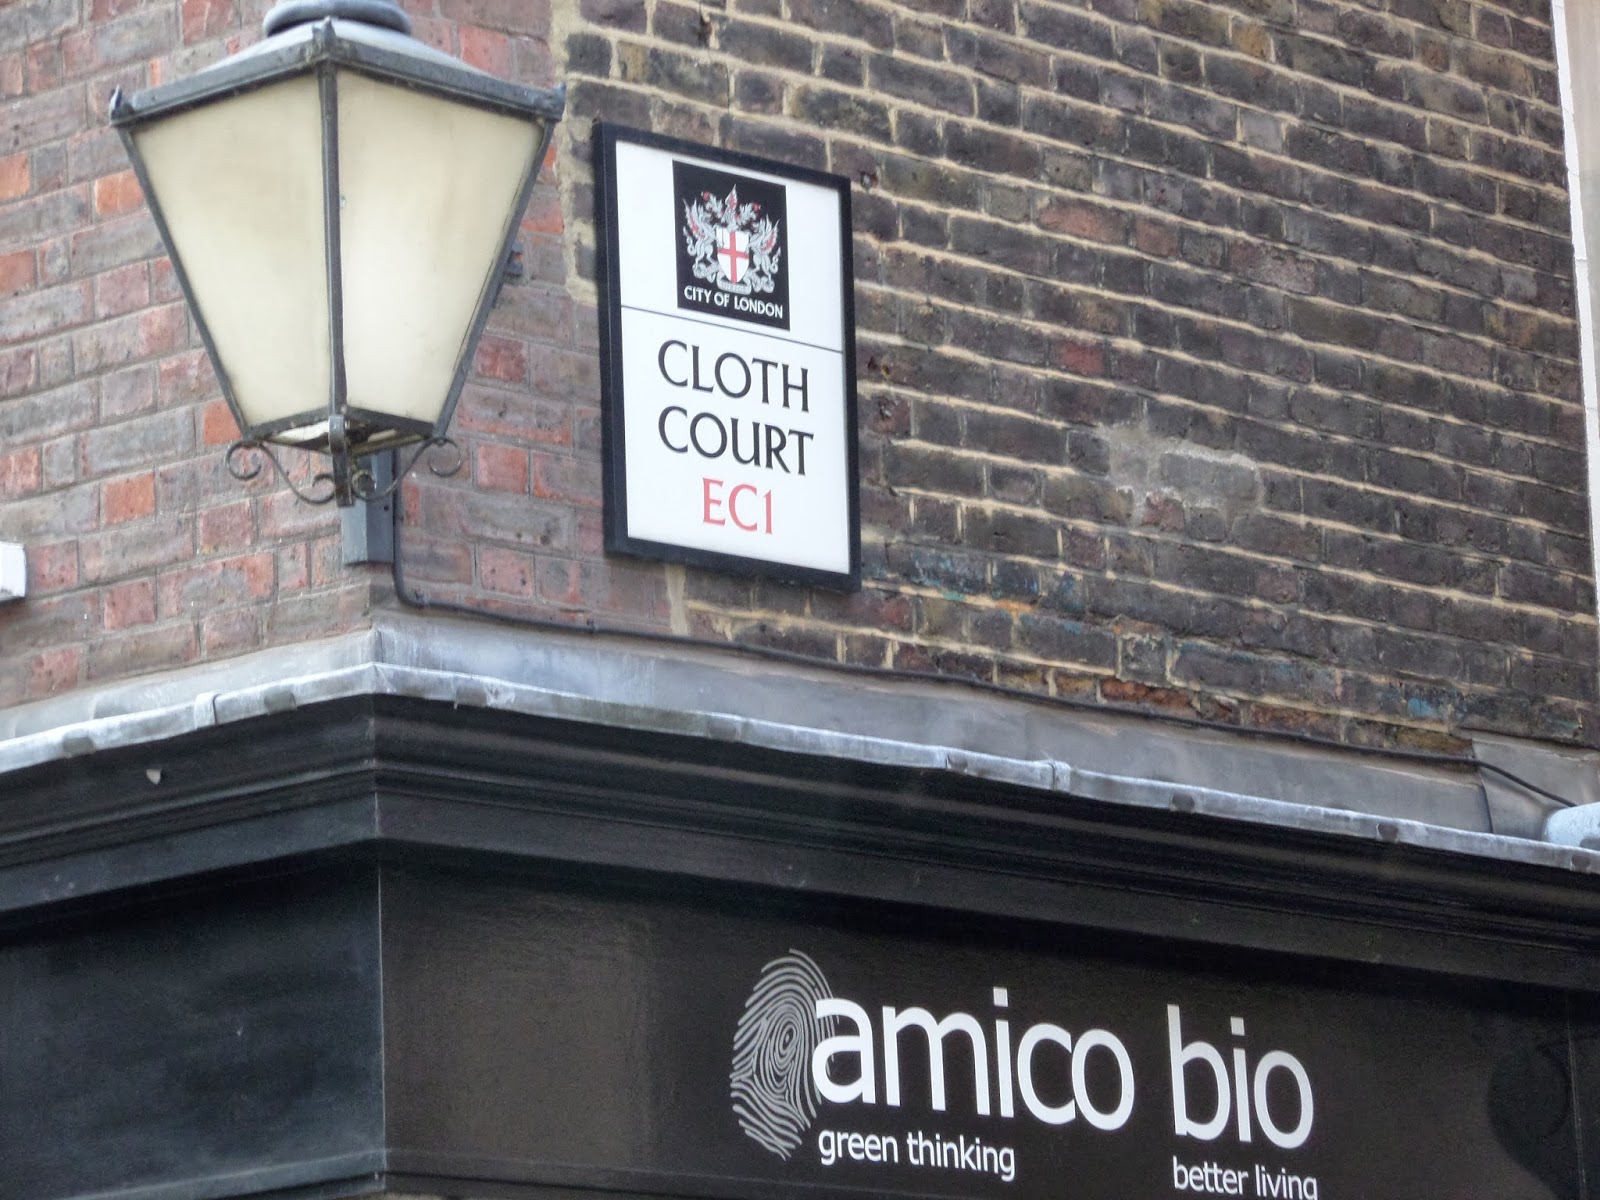 CITY OF LONDON
CLOTH
COURT
EC1
amico bio
green thinking
better living